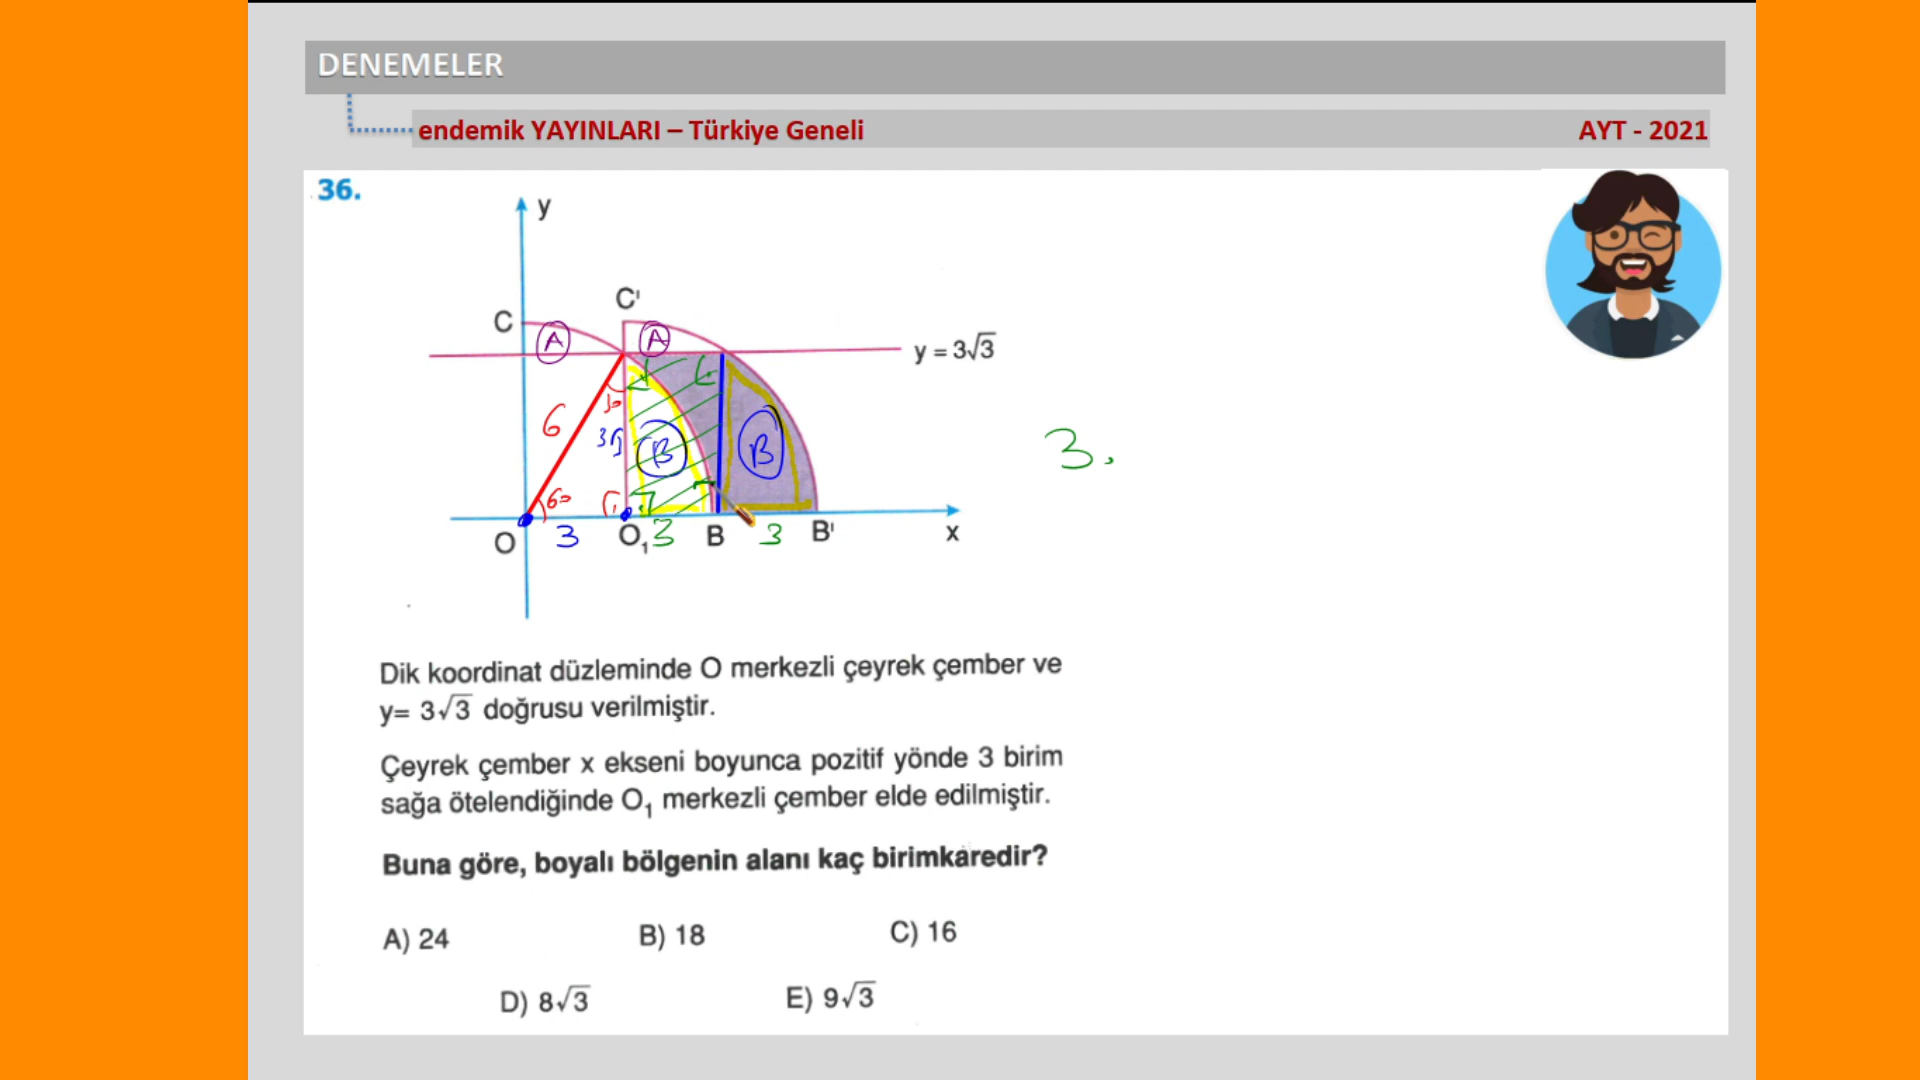 DENEMELER
endemik YAYINLARI – Türkiye Geneli
AYT - 2021
36.
y
C'
C
A
A
y = 3√3
6
30
3√3
B
B
3.
60
O
3
O₁
3
B
3
B'
x
Dik koordinat düzleminde O merkezli çeyrek çember ve
y= 3√3 doğrusu verilmiştir.
Çeyrek çember x ekseni boyunca pozitif yönde 3 birim
sağa ötelendiğinde O₁ merkezli çember elde edilmiştir.
Buna göre, boyalı bölgenin alanı kaç birimkaredir?
A) 24
B) 18
C) 16
D) 8√3
E) 9√3